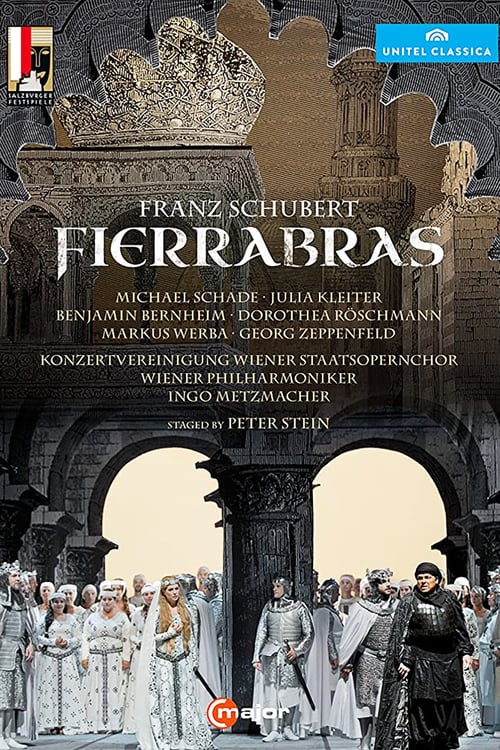 SALZBURGER
FESTSPIELE
UNITEL CLASSICA
FRANZ SCHUBERT
FIERRABRAS
MICHAEL SCHADE · JULIA KLEITER
BENJAMIN BERNHEIM · DOROTHEA RÖSCHMANN
MARKUS WERBA · GEORG ZEPPENFELD
KONZERTVEREINIGUNG WIENER STAATSOPERNCHOR
WIENER PHILHARMONIKER
INGO METZMACHER
STAGED BY PETER STEIN
C major